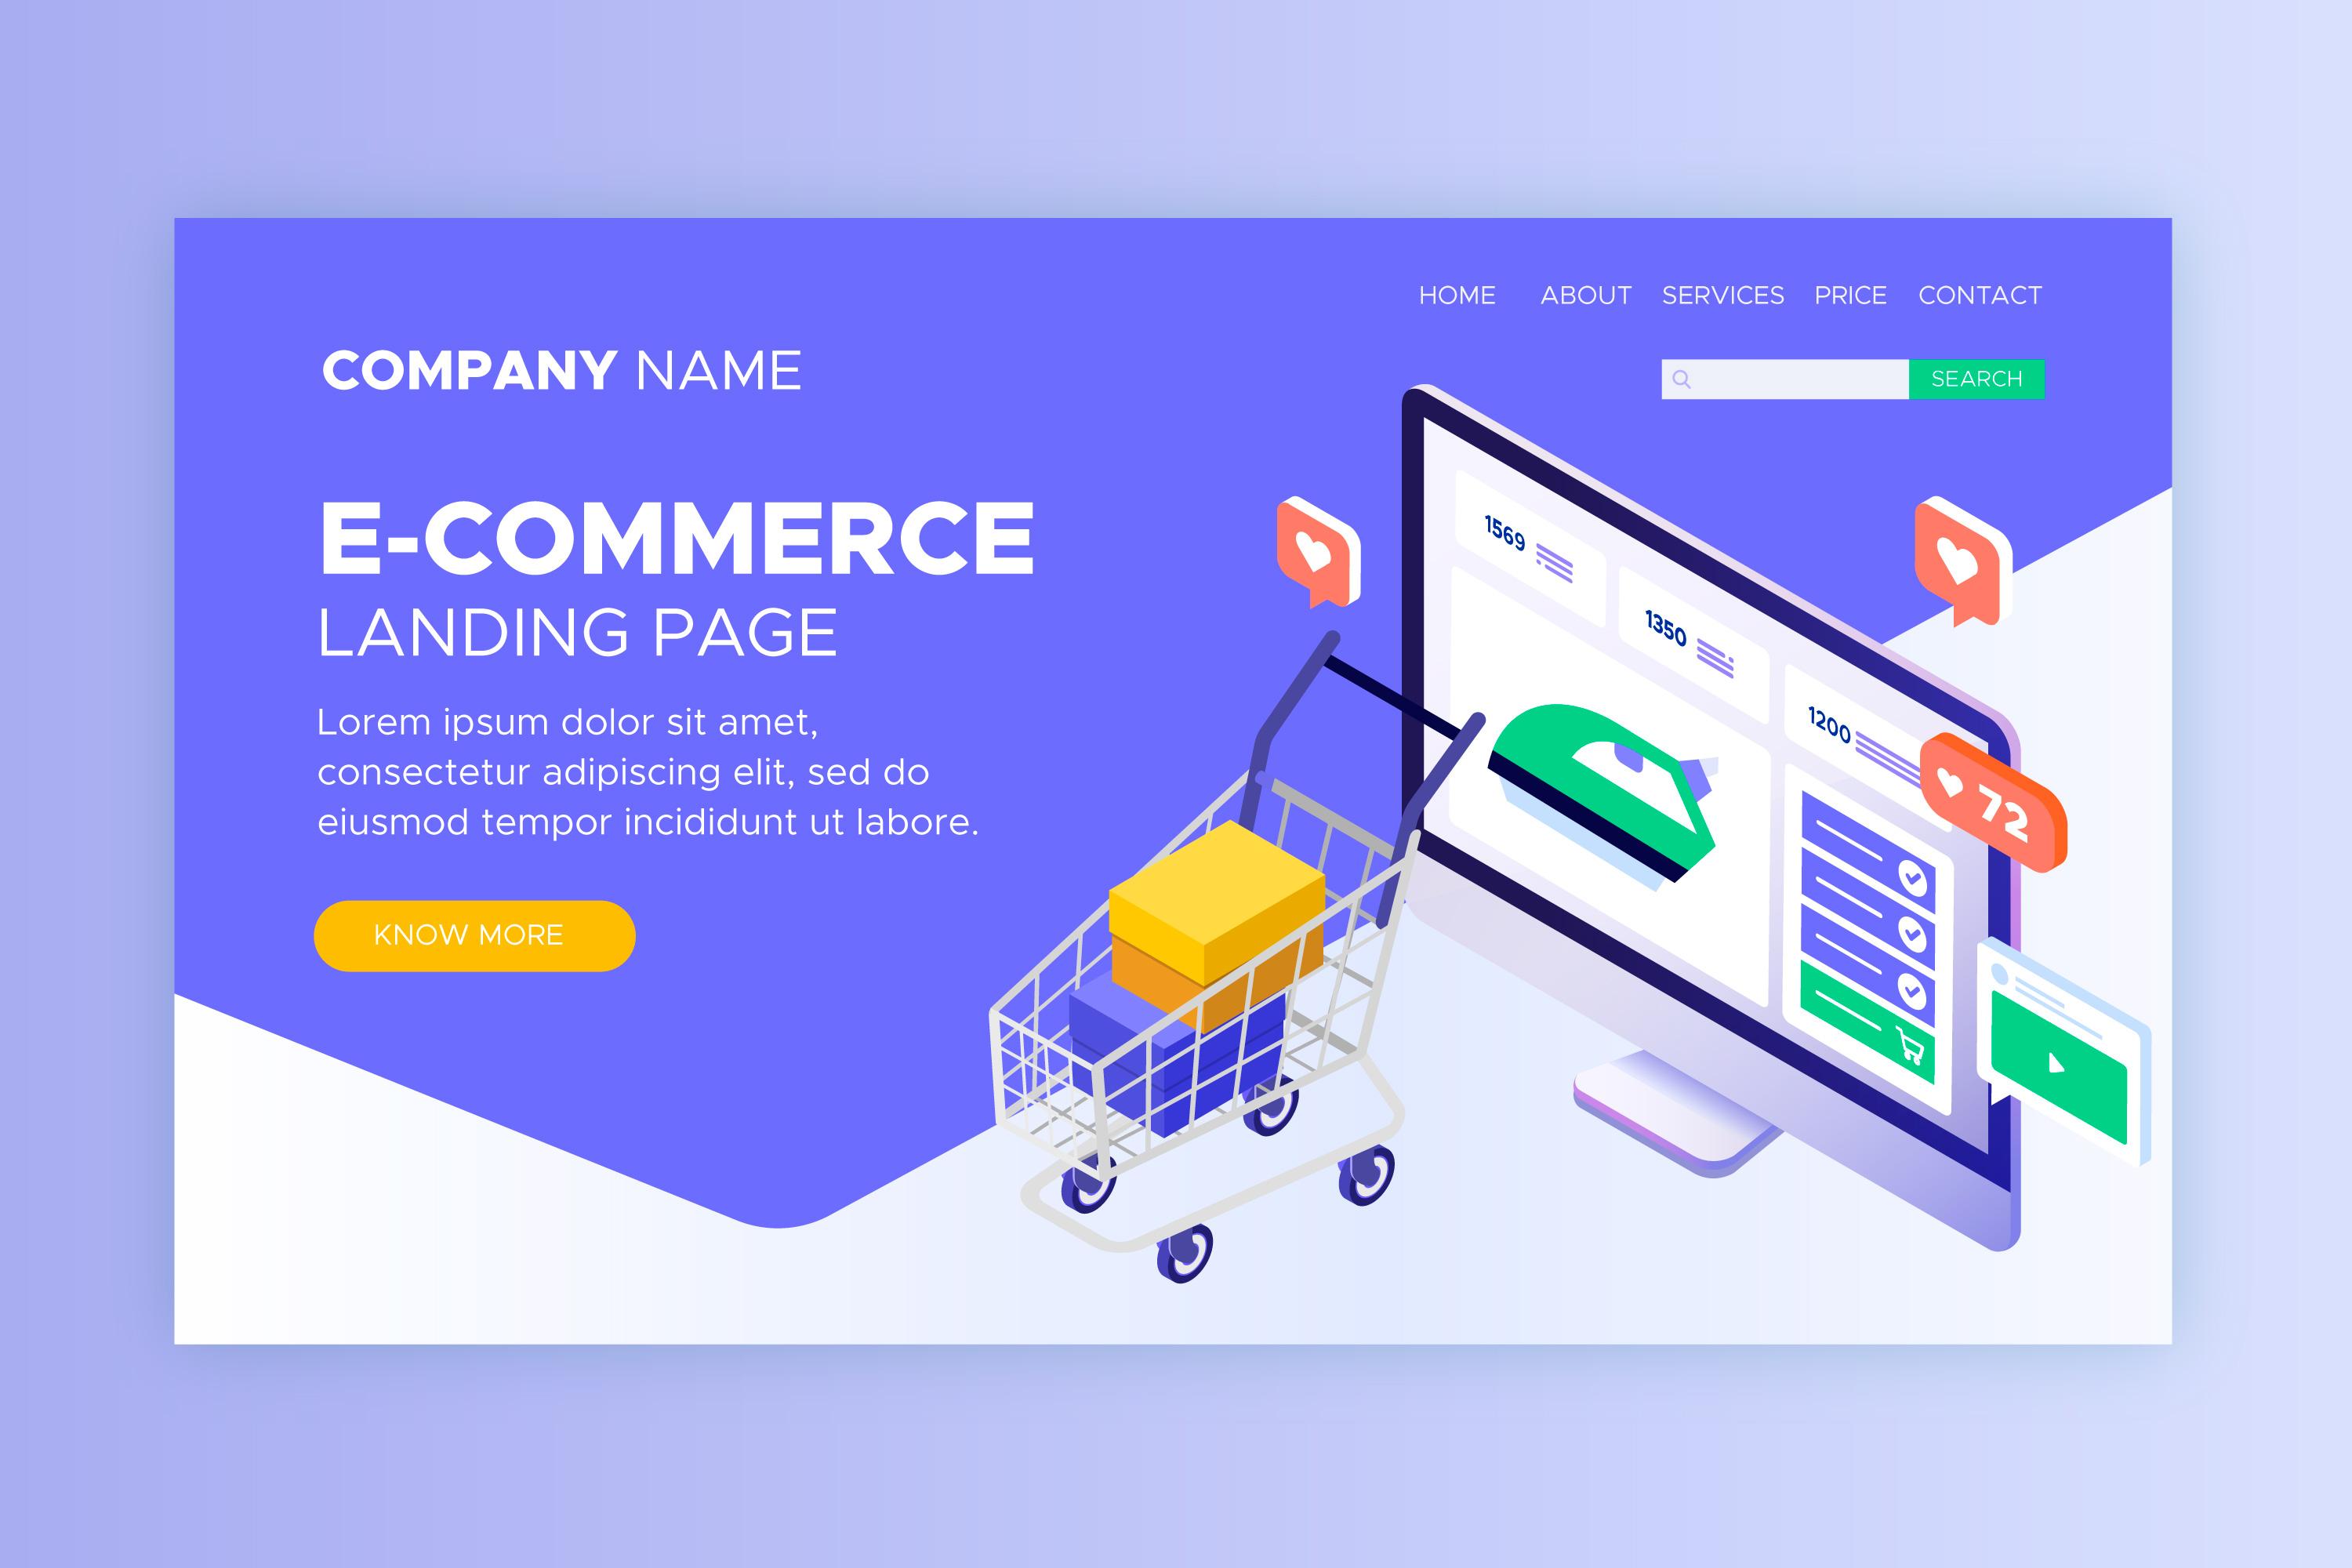 HOME ABOUT SERVICES PRICE CONTACT
COMPANY NAME
SEARCH
E-COMMERCE
LANDING PAGE
Lorem ipsum dolor sit amet,
consectetur adipiscing elit, sed do
eiusmod tempor incididunt ut labore.
KNOW MORE
1569
1350
1200
72